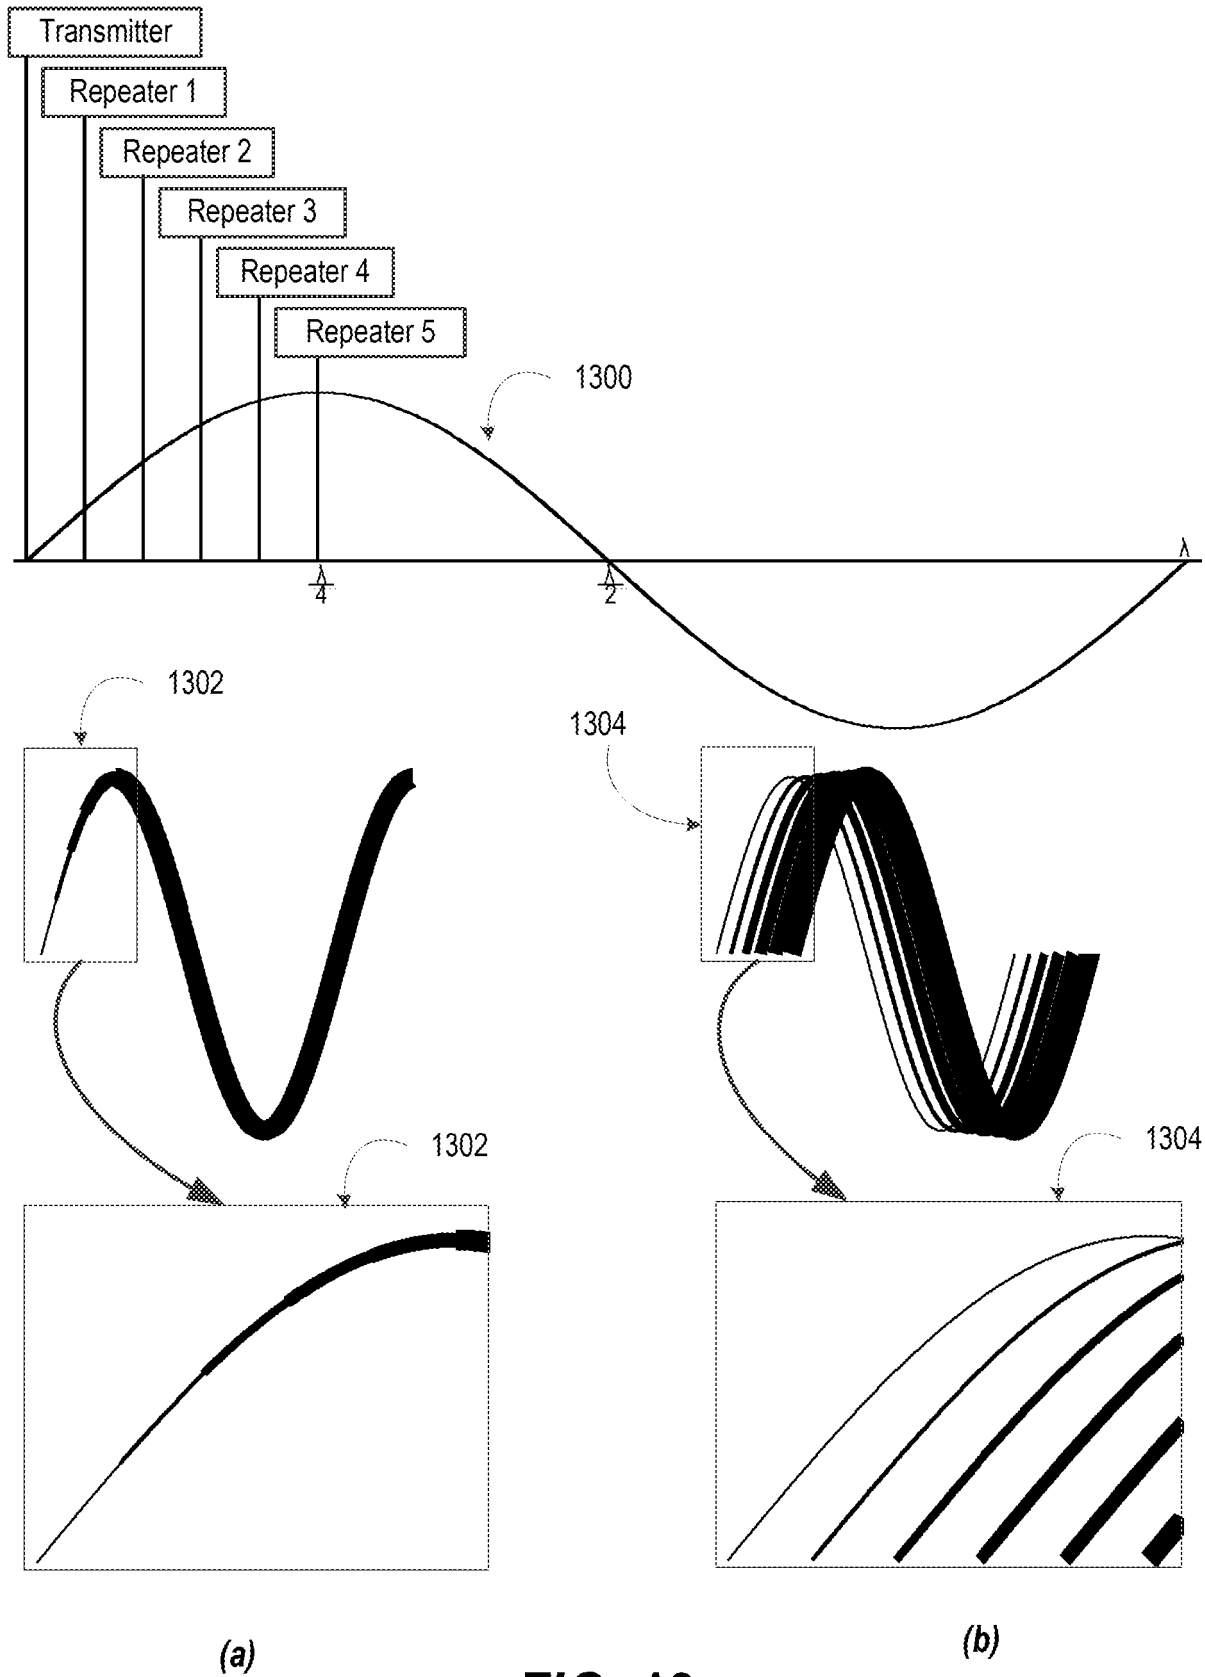 Transmitter
Repeater 1
Repeater 2
Repeater 3
Repeater 4
Repeater 5
1300
λ
λ
4
λ
2
1302
1304
1302
1304
(a)
(b)